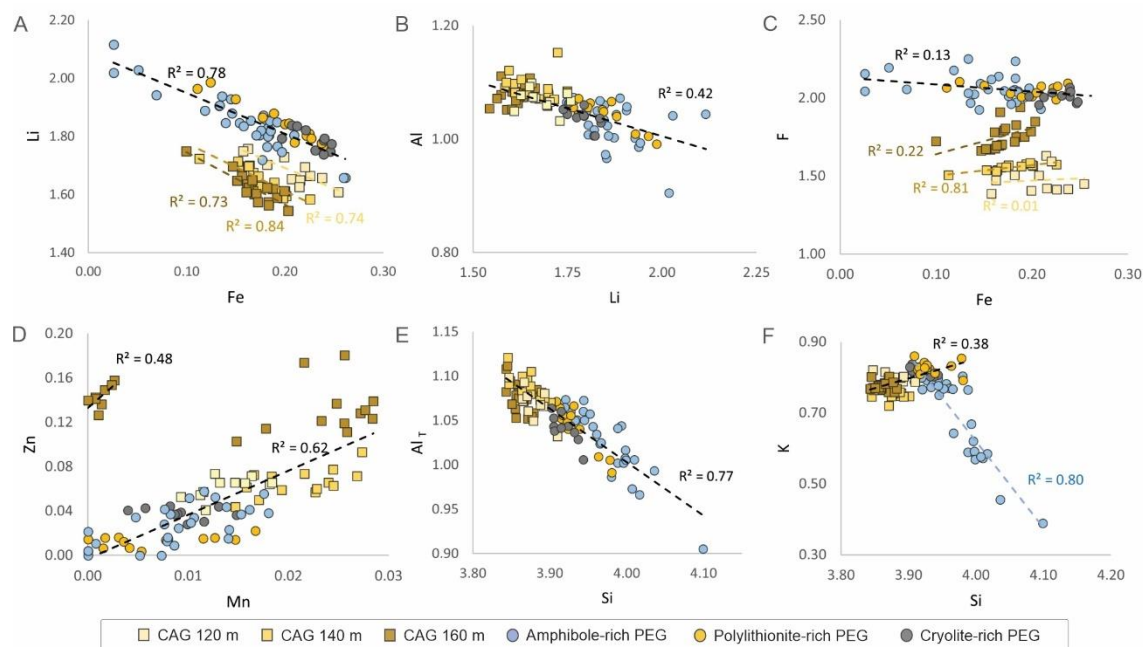 A
B
C
2.20
2.00
1.80
1.60
1.40
Li
R² = 0.78
R² = 0.73
R² = 0.84
R² = 0.74
0.00 0.10 0.20 0.30
Fe
1.20
1.00
0.80
Al
R² = 0.42
1.50 1.75 2.00 2.25
Li
2.50
2.00
1.50
1.00
F
R² = 0.13
R² = 0.22
R² = 0.81
R² = 0.01
0.00 0.10 0.20 0.30
Fe
D
E
F
0.20
0.16
0.12
0.08
0.04
0.00
Zn
R² = 0.48
R² = 0.62
0.00 0.01 0.02 0.03
Mn
1.15
1.10
1.05
1.00
0.95
0.90
Al T
R² = 0.77
3.80 3.90 4.00 4.10 4.20
Si
0.90
0.70
0.50
0.30
K
R² = 0.38
R² = 0.80
3.80 3.90 4.00 4.10 4.20
Si
CAG 120 m CAG 140 m CAG 160 m Amphibole-rich PEG Polylithionite-rich PEG Cryolite-rich PEG